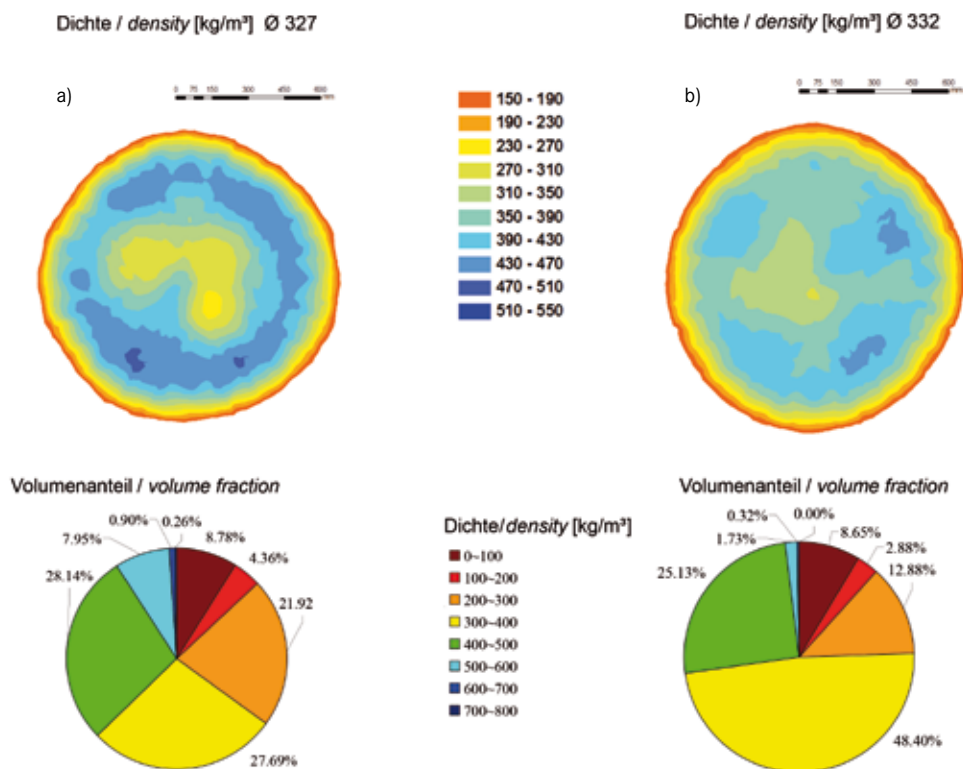 Dichte / density [kg/m³] Ø 327
Dichte / density [kg/m³] Ø 332
a)
0 75 150 300 450 600
mm
b)
0 75 150 300 450 600
mm
150 - 190
190 - 230
230 - 270
270 - 310
310 - 350
350 - 390
390 - 430
430 - 470
470 - 510
510 - 550
Volumenanteil / volume fraction
0.90%
0.26%
7.95%
8.78%
4.36%
28.14%
21.92
27.69%
Dichte/density [kg/m³]
0~100
100~200
200~300
300~400
400~500
500~600
600~700
700~800
Volumenanteil / volume fraction
0.32%
0.00%
1.73%
8.65%
2.88%
25.13%
12.88%
48.40%